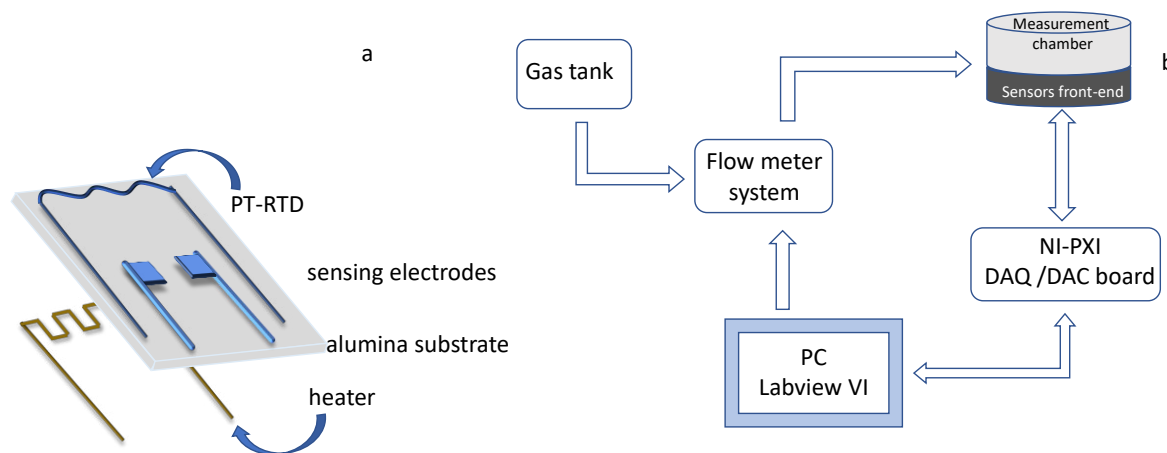 a
PT-RTD
sensing electrodes
alumina substrate
heater
b
Gas tank
Flow meter
system
Measurement
chamber
Sensors front-end
NI-PXI
DAQ /DAC board
PC
Labview VI